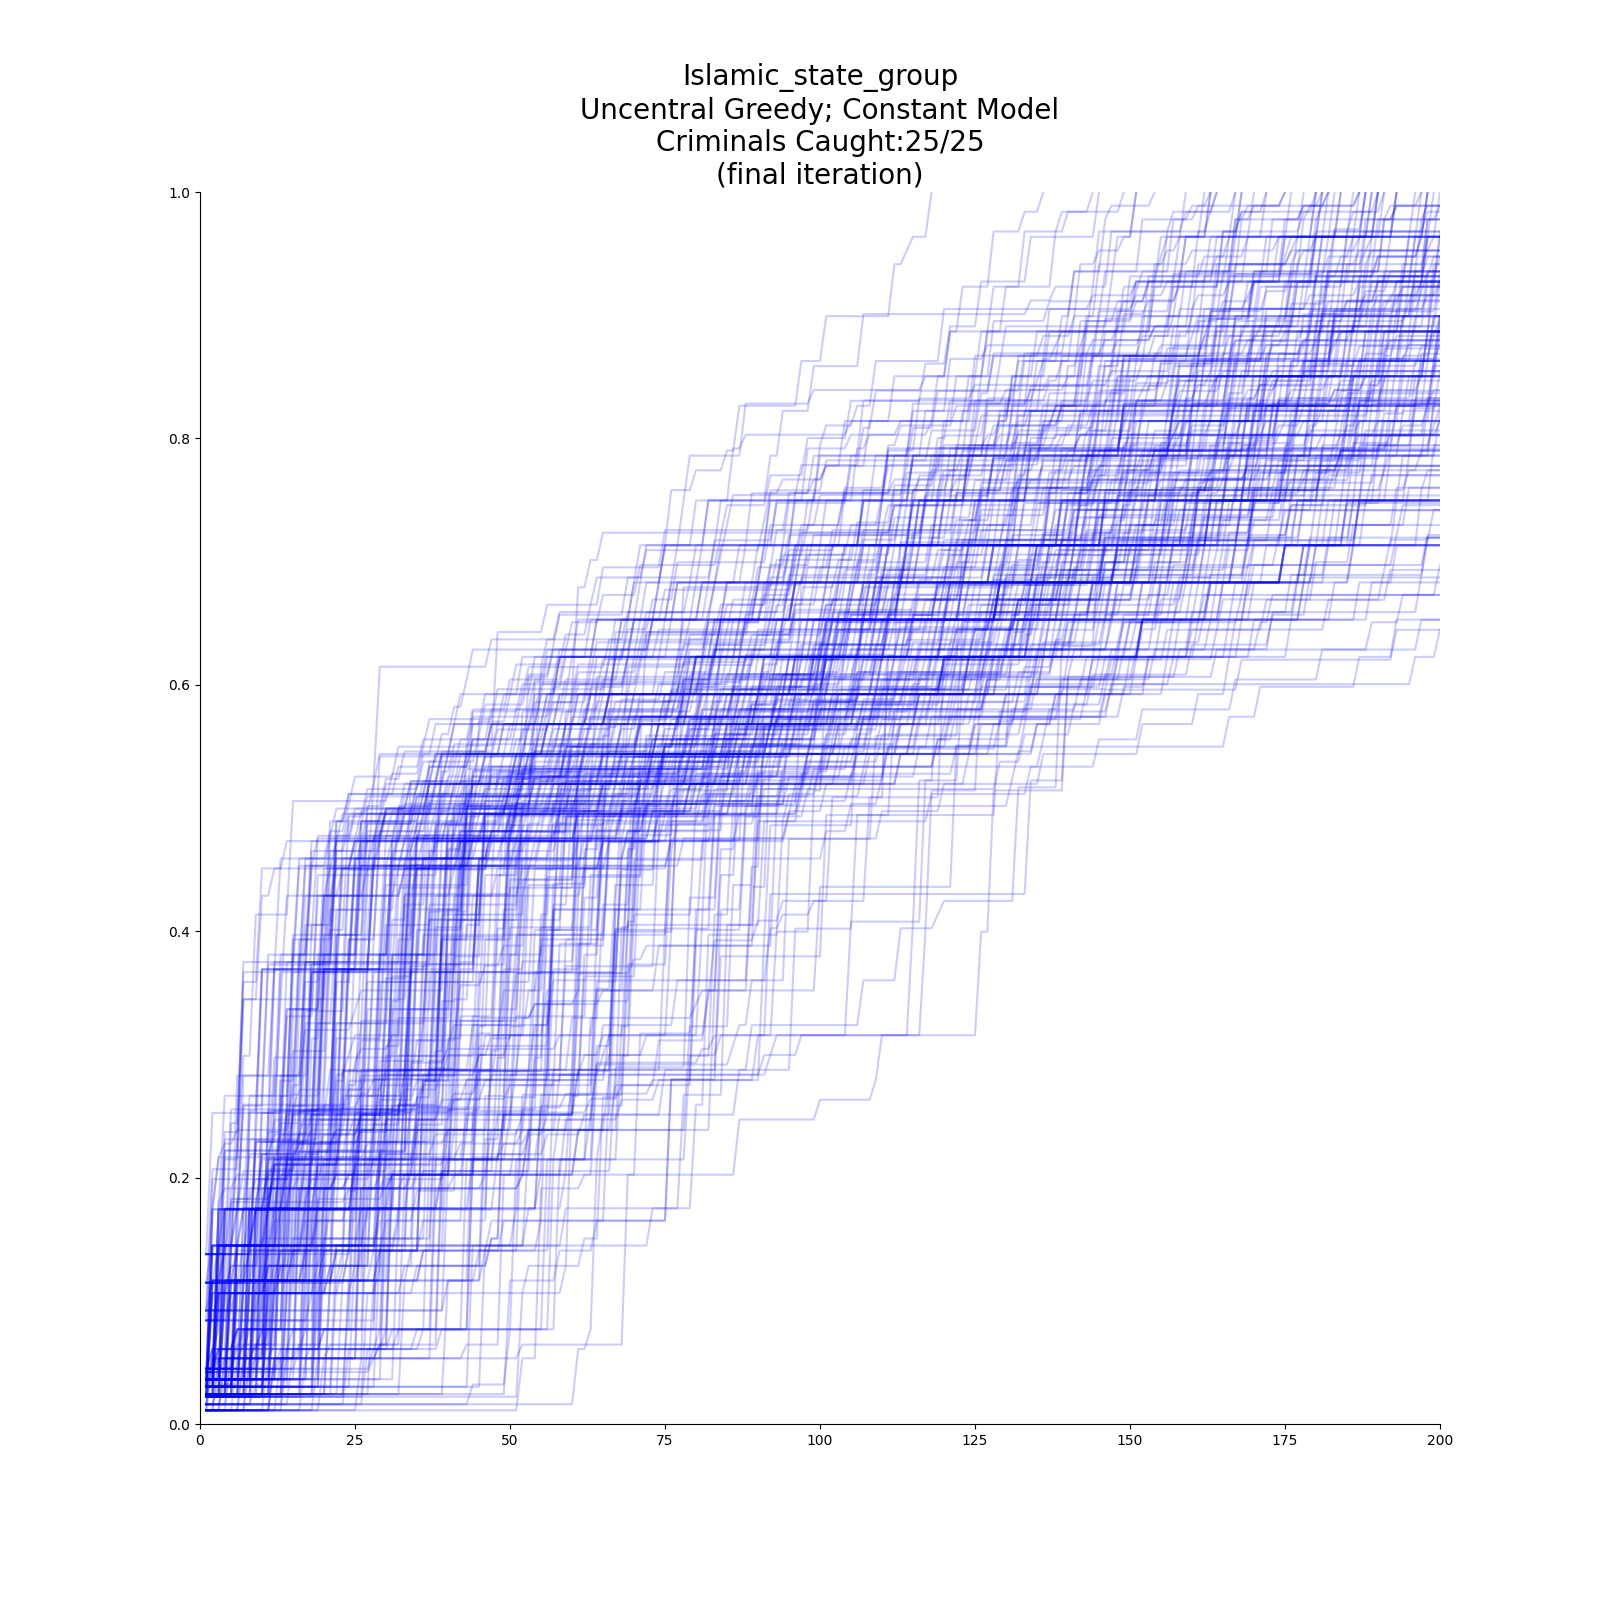 Islamic_state_group
Uncentral Greedy; Constant Model
Criminals Caught:25/25
(final iteration)
1.0
0.8
0.6
0.4
0.2
0.0
0 25 50 75 100 125 150 175 200